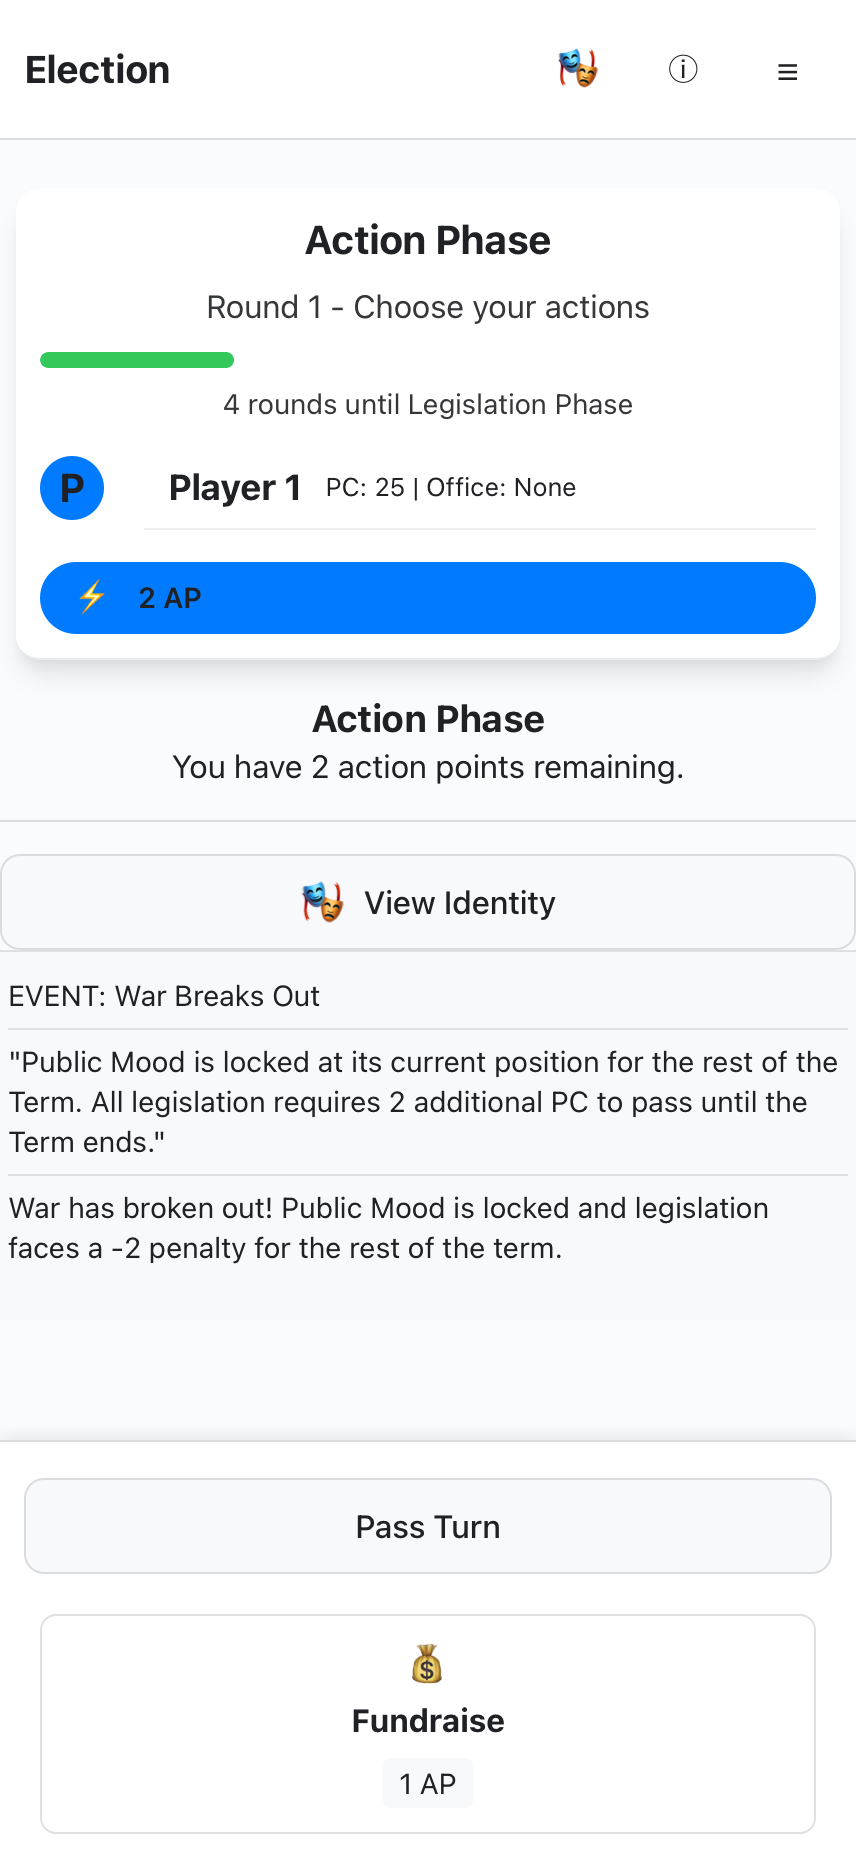 Election
Action Phase
Round 1 - Choose your actions
4 rounds until Legislation Phase
P
Player 1 PC: 25 | Office: None
⚡ 2 AP
Action Phase
You have 2 action points remaining.
🎭 View Identity
EVENT: War Breaks Out
"Public Mood is locked at its current position for the rest of the
Term. All legislation requires 2 additional PC to pass until the
Term ends."
War has broken out! Public Mood is locked and legislation
faces a -2 penalty for the rest of the term.
Pass Turn
Fundraise
1 AP